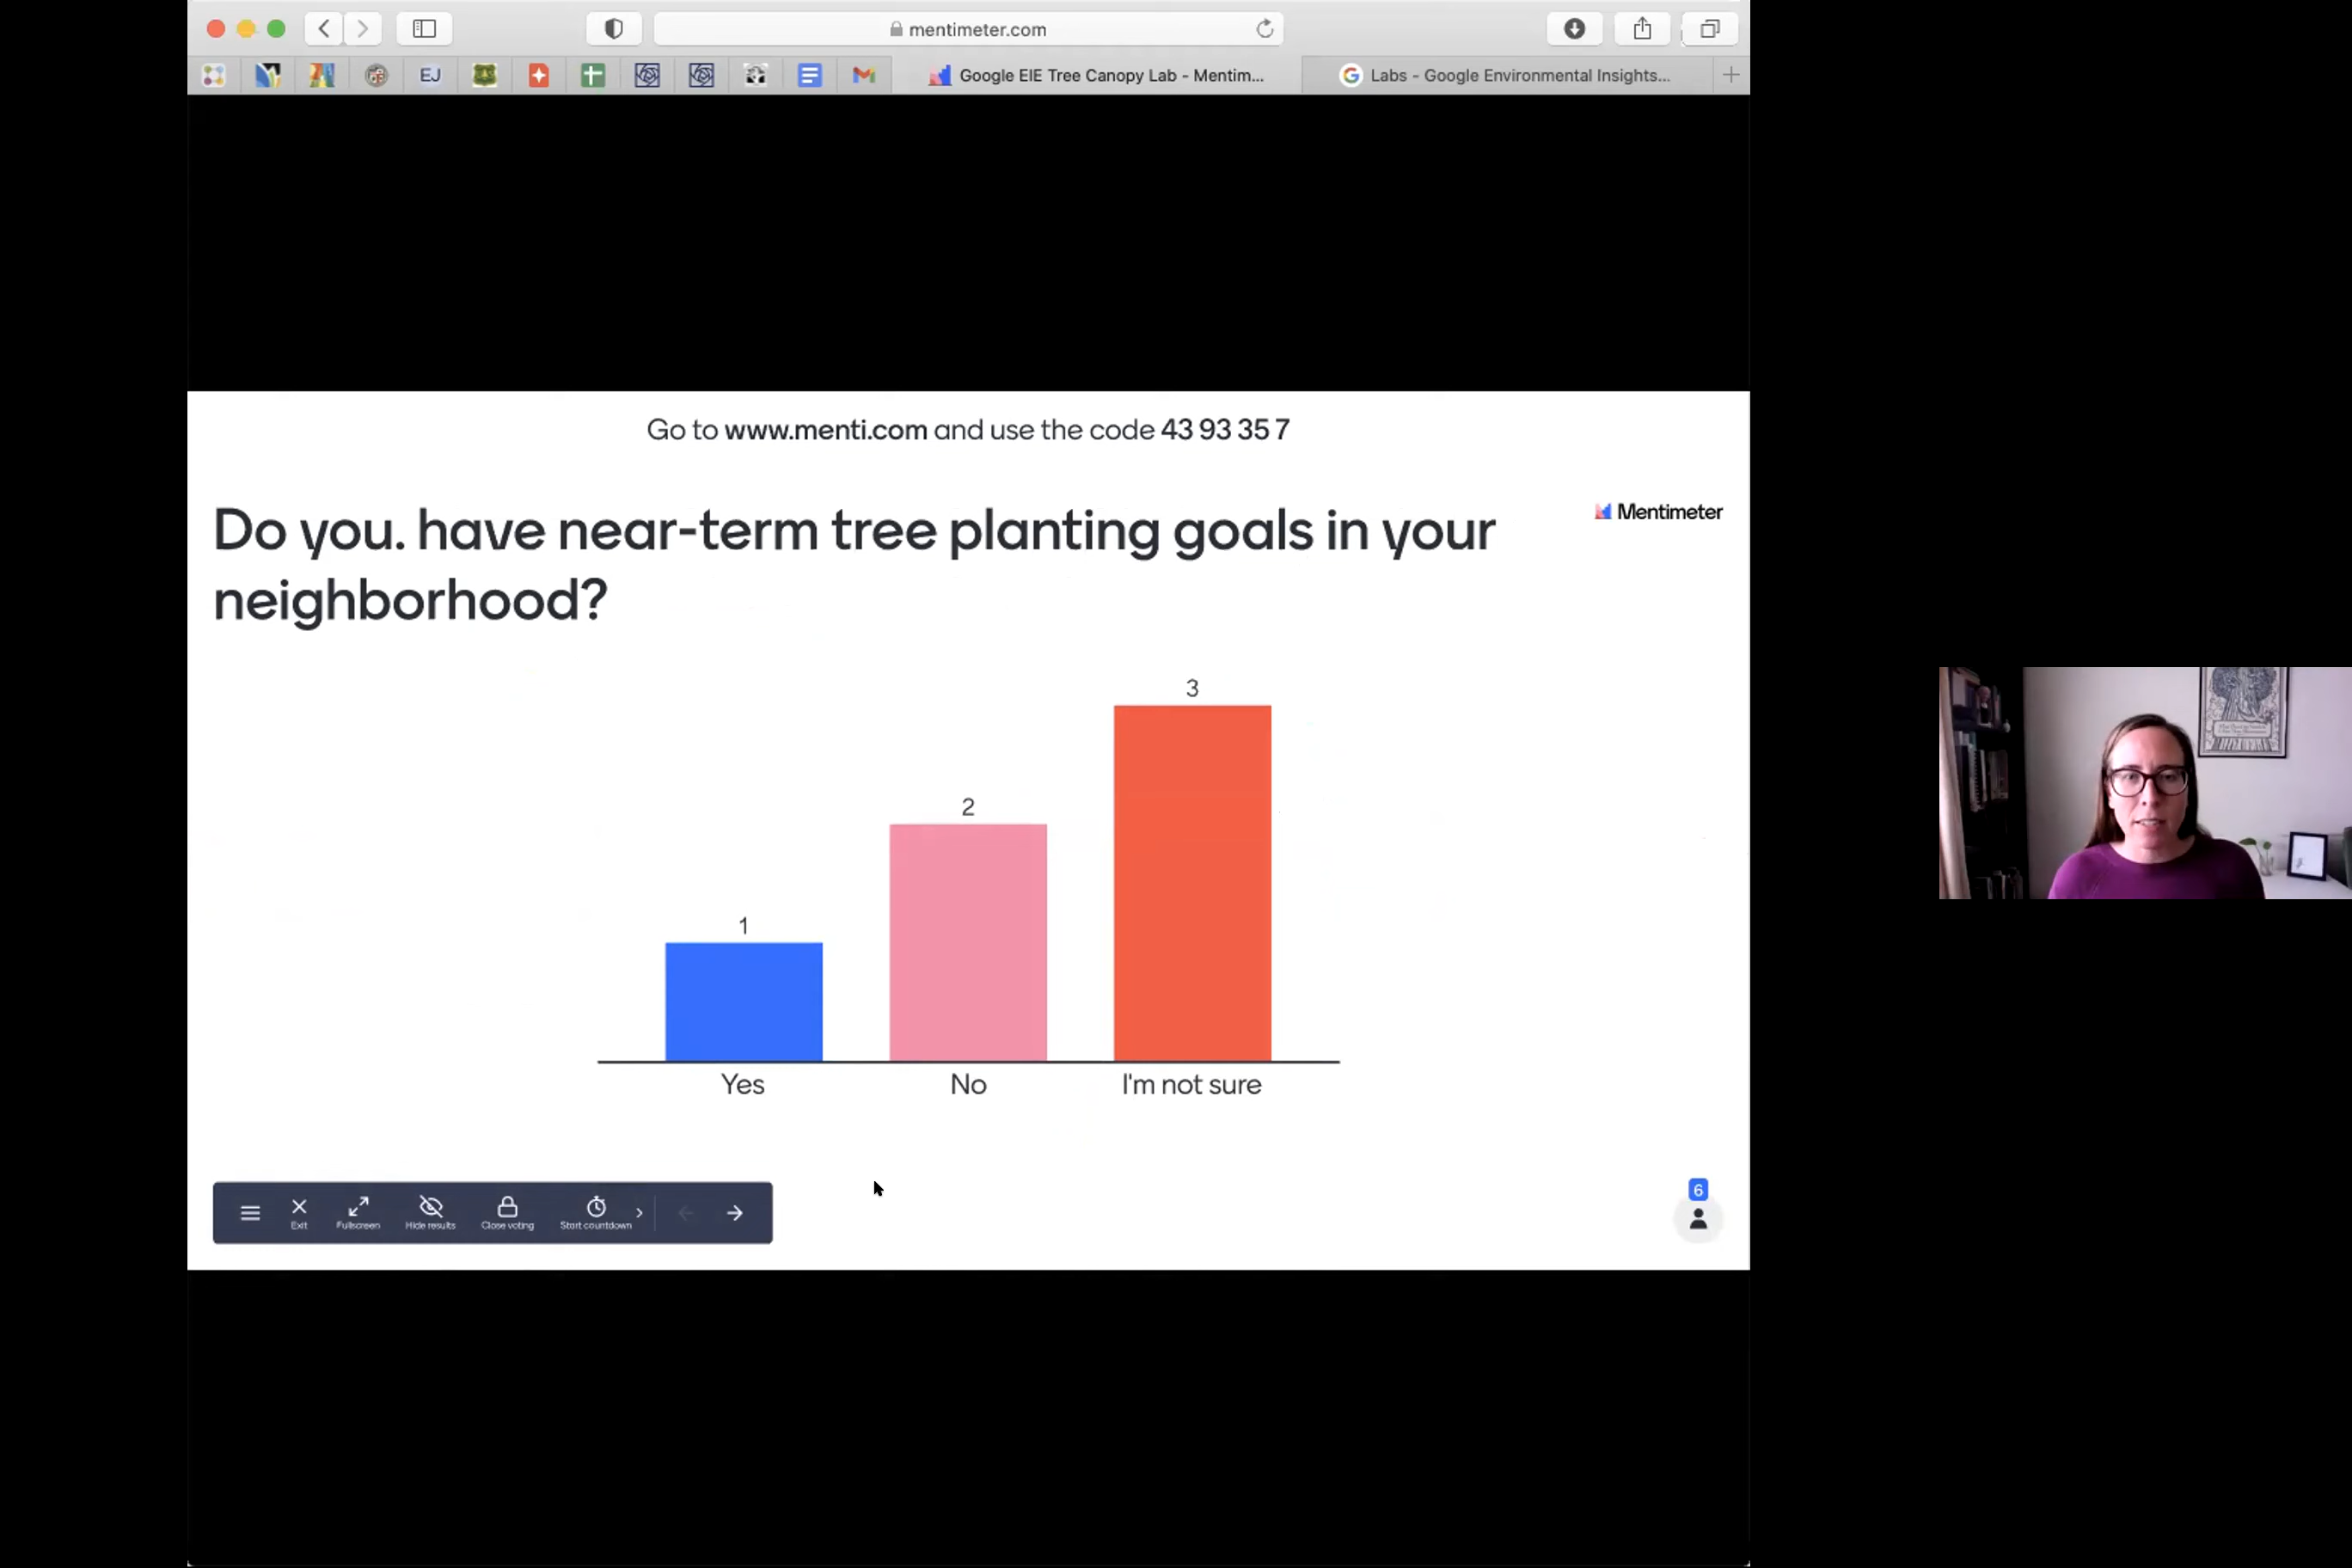 mentimeter.com
EJ
Google EIE Tree Canopy Lab - Mentim...
Labs - Google Environmental Insights...
Go to www.menti.com and use the code 43 93 35 7
Do you. have near-term tree planting goals in your
neighborhood?
Mentimeter
3
2
1
Yes
No
I'm not sure
Exit
Fullscreen
Hide results
Close voting
Start countdown
6